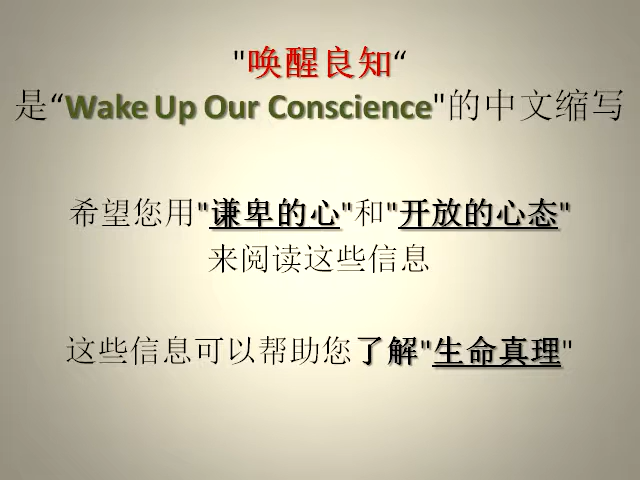 "唤醒良知“
是“Wake Up Our Conscience"的中文缩写
希望您用"谦卑的心"和"开放的心态"
来阅读这些信息
这些信息可以帮助您了解"生命真理"